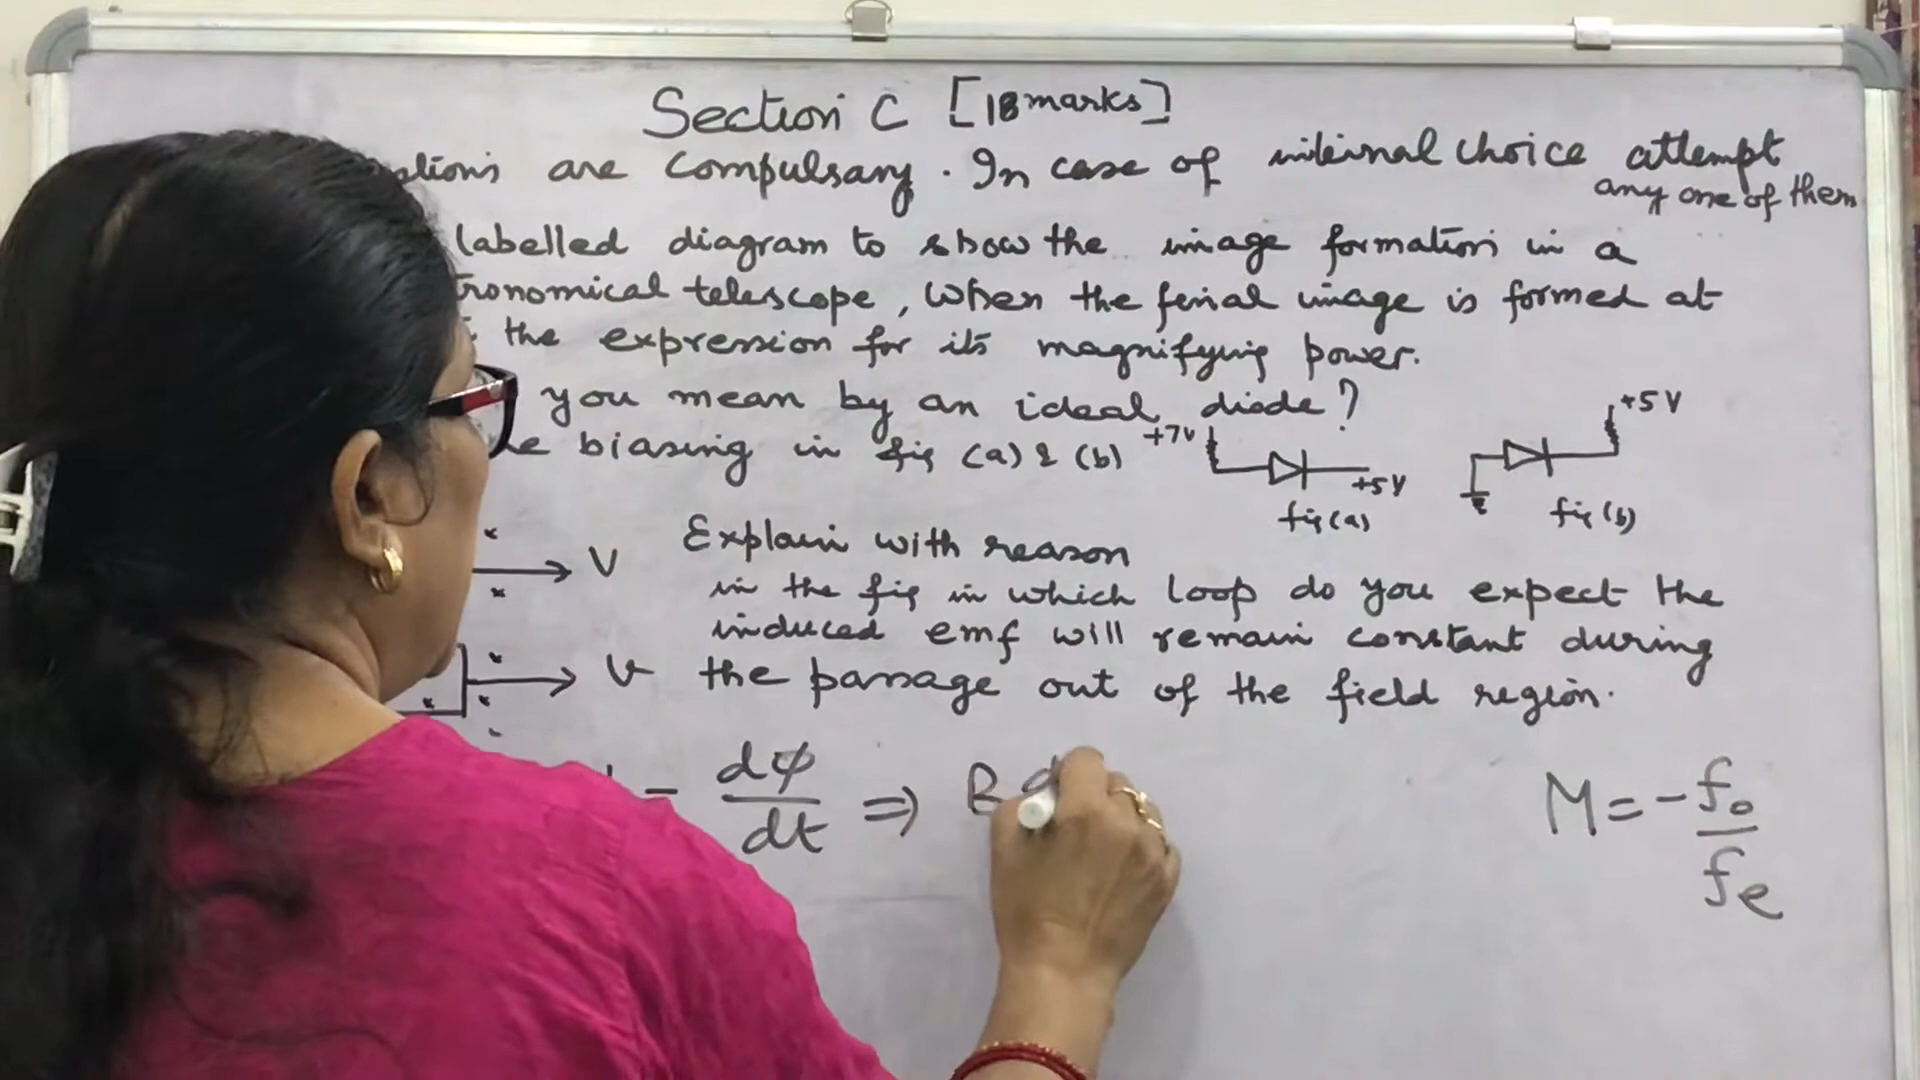 Section C [18 marks]
are compulsary. In case of internal choice attempt
any one of them
labelled diagram to show the image formation in a
telescope, when the final image is formed at
the expression for its magnifying power.
you mean by an ideal diode?
biasing in fig (a) & (b)
+7V
+5V
fig(a)
+5V
fig(b)
V
Explain with reason
in the fig in which loop do you expect the
induced emf will remain constant during
V
the passage out of the field region.
- dφ/dt ⇒ B
M = - fo/fe